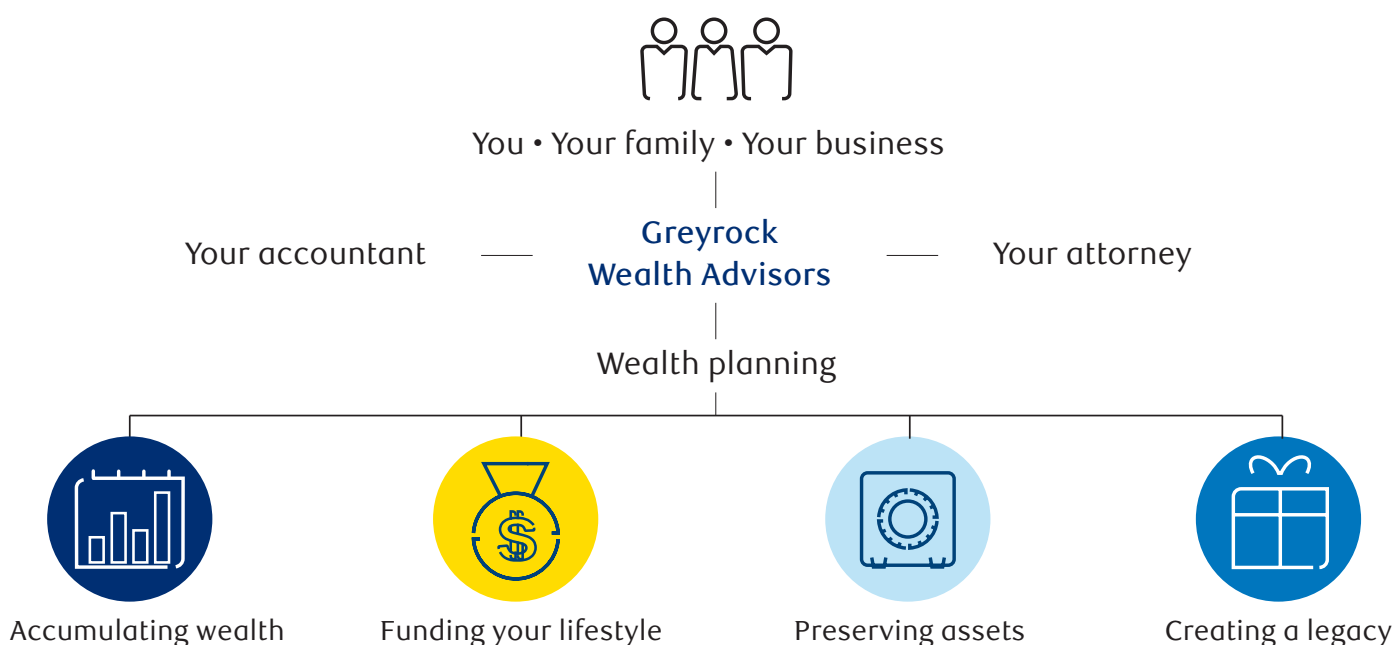 You • Your family • Your business
Your accountant
Greyrock
Wealth Advisors
Your attorney
Wealth planning
$
Accumulating wealth
Funding your lifestyle
Preserving assets
Creating a legacy